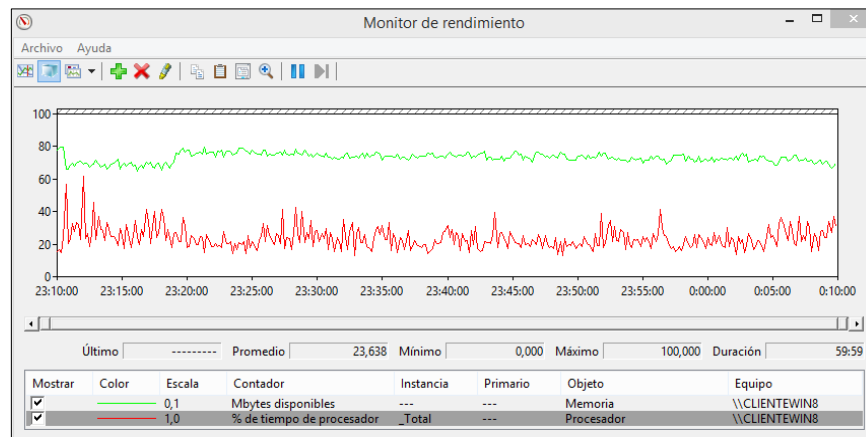 Monitor de rendimiento
Archivo Ayuda
100
80
60
40
20
0
23:10:00 23:15:00 23:20:00 23:25:00 23:30:00 23:35:00 23:40:00 23:45:00 23:50:00 23:55:00 0:00:00 0:05:00 0:10:00
Último --------- Promedio 23,638 Mínimo 0,000 Máximo 100,000 Duración 59:59
Mostrar Color Escala Contador Instancia Primario Objeto Equipo
0,1 Mbytes disponibles --- --- Memoria \\CLIENTEWIN8
1,0 % de tiempo de procesador _Total --- Procesador \\CLIENTEWIN8